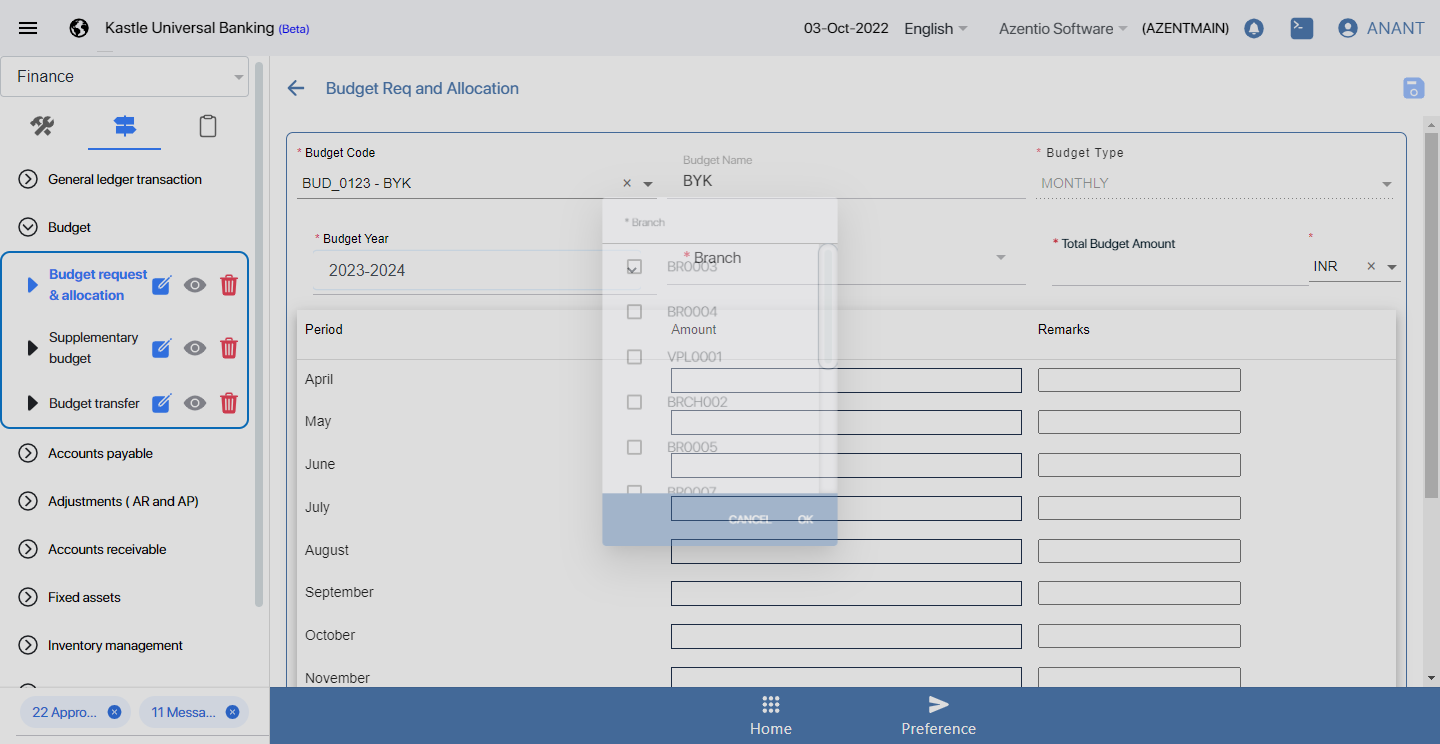 Kastle Universal Banking (Beta)
03-Oct-2022
English
Azentio Software
(AZENTMAIN)
ANANT
Finance
General ledger transaction
Budget
Budget request
& allocation
Supplementary
budget
Budget transfer
Accounts payable
Adjustments ( AR and AP)
Accounts receivable
Fixed assets
Inventory management
22 Appro...
11 Messa...
Budget Req and Allocation
* Budget Code
BUD_0123 - BYK
Budget Name
BYK
* Budget Type
MONTHLY
* Budget Year
2023-2024
* Branch
* Total Budget Amount
*
INR
* Branch
BR0003
BR0004
VPL0001
BRCH002
BR0005
BR0007
CANCEL OK
Period Amount Remarks
April
May
June
July
August
September
October
November
Home
Preference